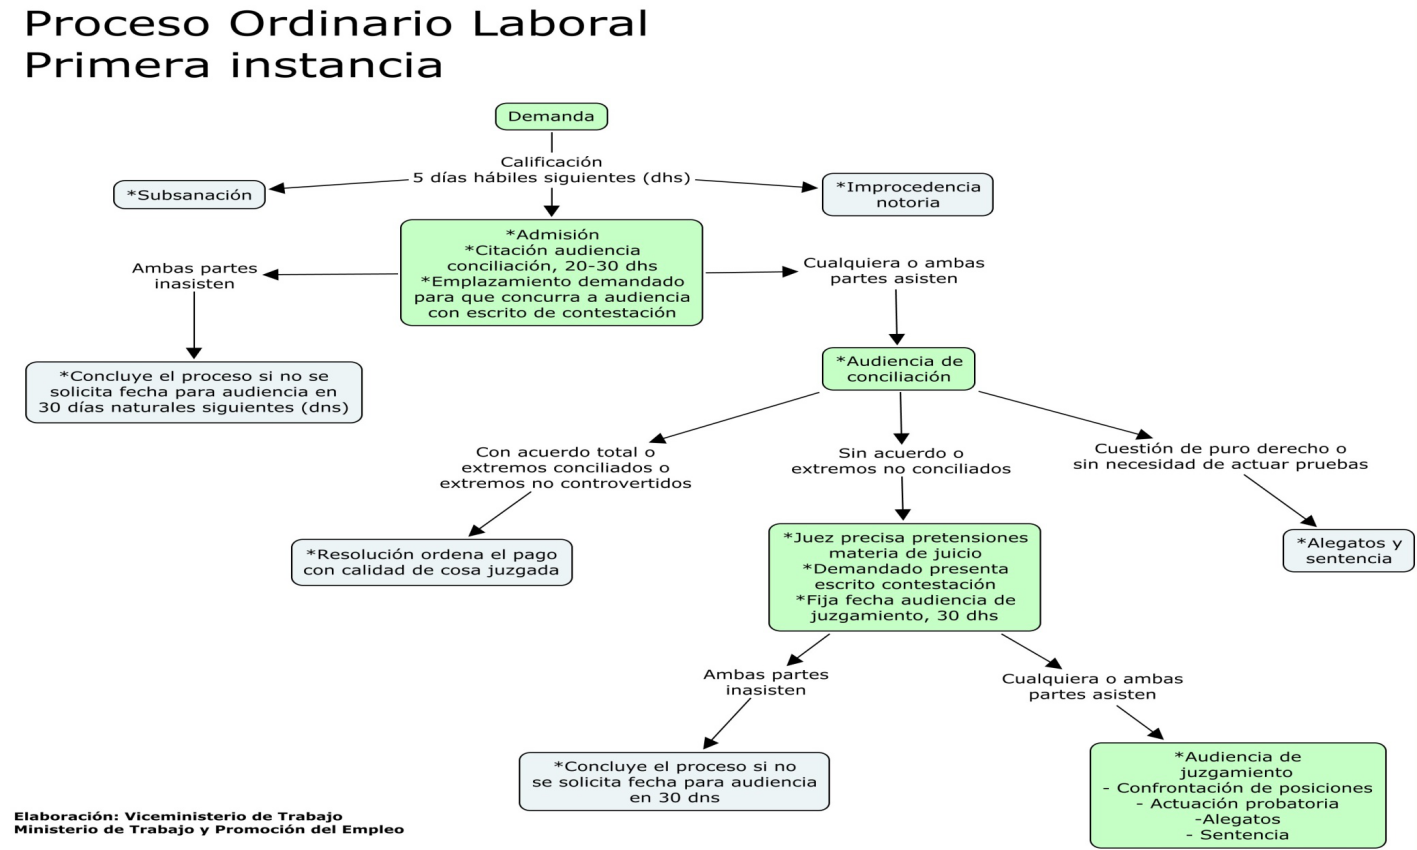 Proceso Ordinario Laboral
Primera instancia
Demanda
Calificación
5 días hábiles siguientes (dhs)
*Subsanación
*Improcedencia
notoria
*Admisión
*Citación audiencia
conciliación, 20-30 dhs
*Emplazamiento demandado
para que concurra a audiencia
con escrito de contestación
Ambas partes
inasisten
Cualquiera o ambas
partes asisten
*Concluye el proceso si no se
solicita fecha para audiencia en
30 días naturales siguientes (dns)
*Audiencia de
conciliación
Con acuerdo total o
extremos conciliados o
extremos no controvertidos
Sin acuerdo o
extremos no conciliados
Cuestión de puro derecho o
sin necesidad de actuar pruebas
*Resolución ordena el pago
con calidad de cosa juzgada
*Juez precisa pretensiones
materia de juicio
*Demandado presenta
escrito contestación
*Fija fecha audiencia de
juzgamiento, 30 dhs
*Alegatos y
sentencia
Ambas partes
inasisten
Cualquiera o ambas
partes asisten
*Concluye el proceso si no
se solicita fecha para audiencia
en 30 dns
*Audiencia de
juzgamiento
- Confrontación de posiciones
- Actuación probatoria
-Alegatos
- Sentencia
Elaboración: Viceministerio de Trabajo
Ministerio de Trabajo y Promoción del Empleo